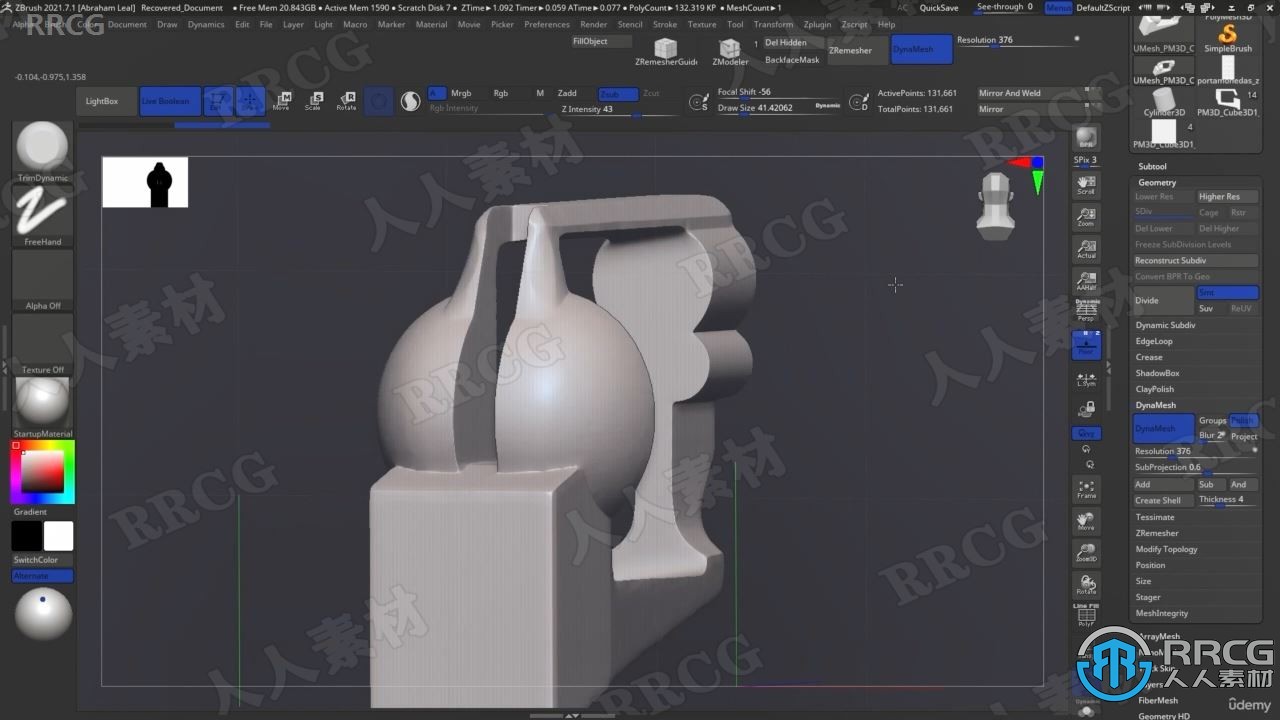 ZBrush 2021.7.1 [Abraham Leal] Recovered_Document • Free Mem 20.843GB • Active Mem 1590 • Scratch Disk 7 • ZTime►1.092 Timer►0.059 ATime►0.077 • PolyCount►132.319 KP • MeshCount►1 AC QuickSave See-through 0 Menus DefaultZScript
Document Draw Dynamics Edit File Layer Light Macro Marker Material Movie Picker Preferences Render Stencil Stroke Texture Tool Transform Zplugin Zscript Help
RRCG
-0.104,-0.975,1.358
FillObject
ZRemesherGuide
ZModeler
1
Del Hidden
BackfaceMask
ZRemesher
DynaMesh
Resolution 376
LightBox
Live Boolean
Edit
Draw
Move
Scale
Rotate
A
Mrgb
Rgb
M
Zadd
Zsub
Zcut
Rgb Intensity
Z Intensity 43
S
Focal Shift -56
Draw Size 41.42062
Dynamic
D
ActivePoints: 131,661
TotalPoints: 131,661
Mirror And Weld
Mirror
TrimDynamic
FreeHand
Alpha Off
Texture Off
StartupMaterial
Gradient
SwitchColor
Alternate
BPR
SPix 3
Scroll
Zoom
Actual
AAHalf
Dynamic
Persp
Floor
L.Sym
Qxyz
Frame
Move
Zoom3D
Rotate
Line Fill
PolyF
Dynamic
PolyMesh3D
UMesh_PM3D_C
SimpleBrush
UMesh_PM3D_C
portamonedas_z
14
Cylinder3D
PM3D_Cube3D1_
4
PM3D_Cube3D1_
Subtool
Geometry
Lower Res
Higher Res
SDiv
Cage
Rstr
Del Lower
Del Higher
Freeze SubDivision Levels
Reconstruct Subdiv
Convert BPR To Geo
Divide
Smt
Suv
ReUV
Dynamic Subdiv
EdgeLoop
Crease
ShadowBox
ClayPolish
DynaMesh
DynaMesh
Groups
Polish
Blur 2
Project
Resolution 376
SubProjection 0.6
Add
Sub
And
Create Shell
Thickness 4
Tessimate
ZRemesher
Modify Topology
Position
Size
Stager
MeshIntegrity
ArrayMesh
FiberMesh
Geometry HD
RRCG
人人素材
ûdemy